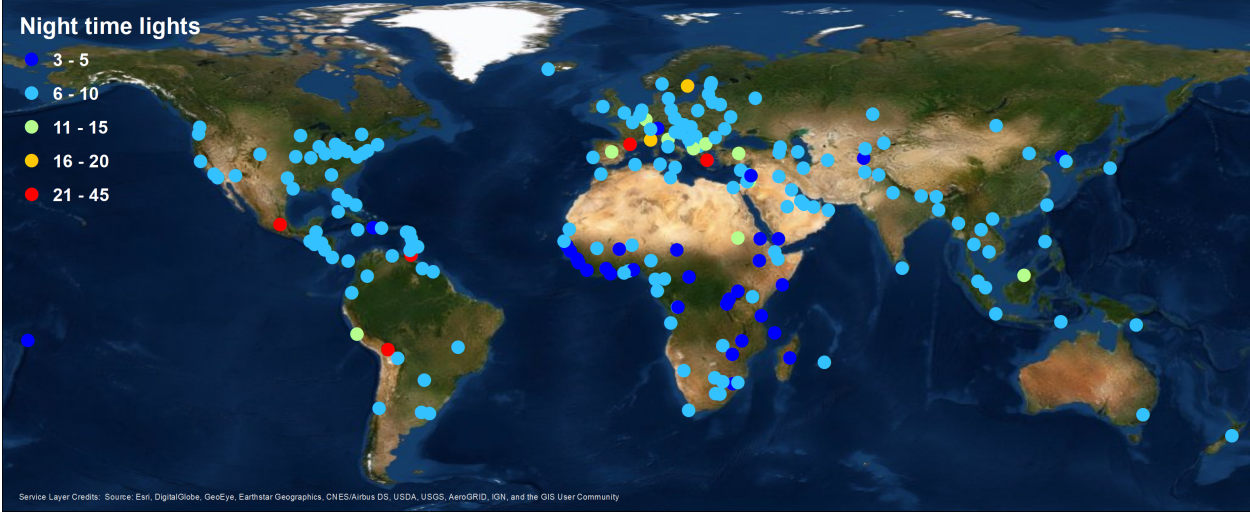 Night time lights
3 - 5
6 - 10
11 - 15
16 - 20
21 - 45
Service Layer Credits: Source: Esri, DigitalGlobe, GeoEye, Earthstar Geographics, CNES/Airbus DS, USDA, USGS, AeroGRID, IGN, and the GIS User Community